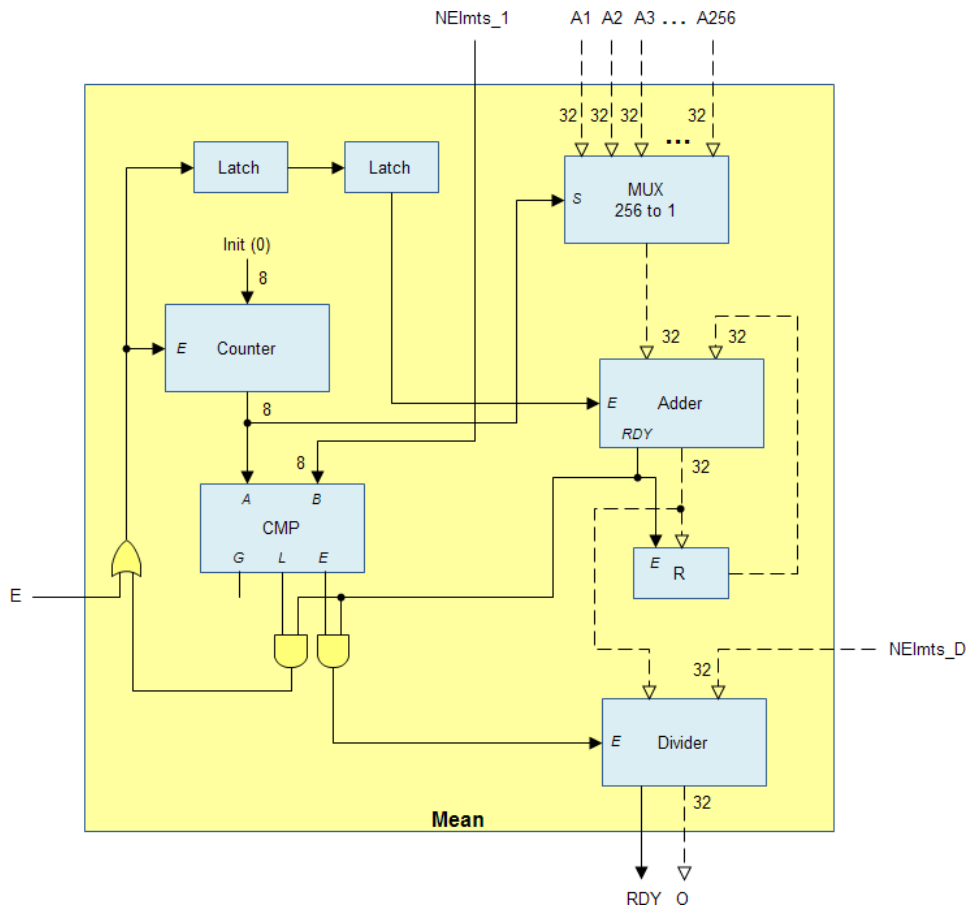 NElmts_1
A1 A2 A3 ... A256
32 32 32 ... 32
Latch
Latch
MUX
256 to 1
S
Init (0)
8
E
Counter
8
32
32
E
Adder
RDY
32
8
A
B
CMP
G
L
E
E
R
E
NElmts_D
32
E
Divider
32
Mean
RDY
O